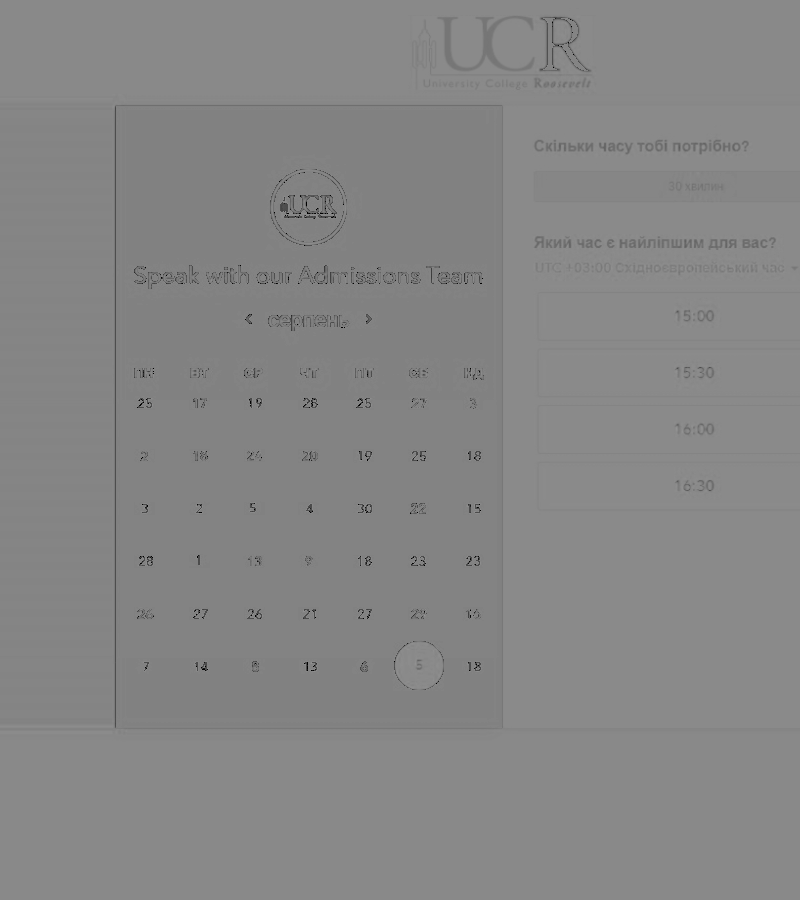 UCR
University College Roosevelt
UCR
Speak with our Admissions Team
серпень
ПН ВТ СР ЧТ ПТ СБ НД
25 17 19 28 25 27 3
2 16 24 28 19 25 18
3 2 5 4 30 22 15
28 1 13 9 18 23 23
26 27 26 21 27 29 14
7 14 8 13 6 5 18
Скільки часу тобі потрібно?
30 хвилин
Який час є найліпшим для вас?
UTC +03:00 Східноєвропейський час
15:00
15:30
16:00
16:30